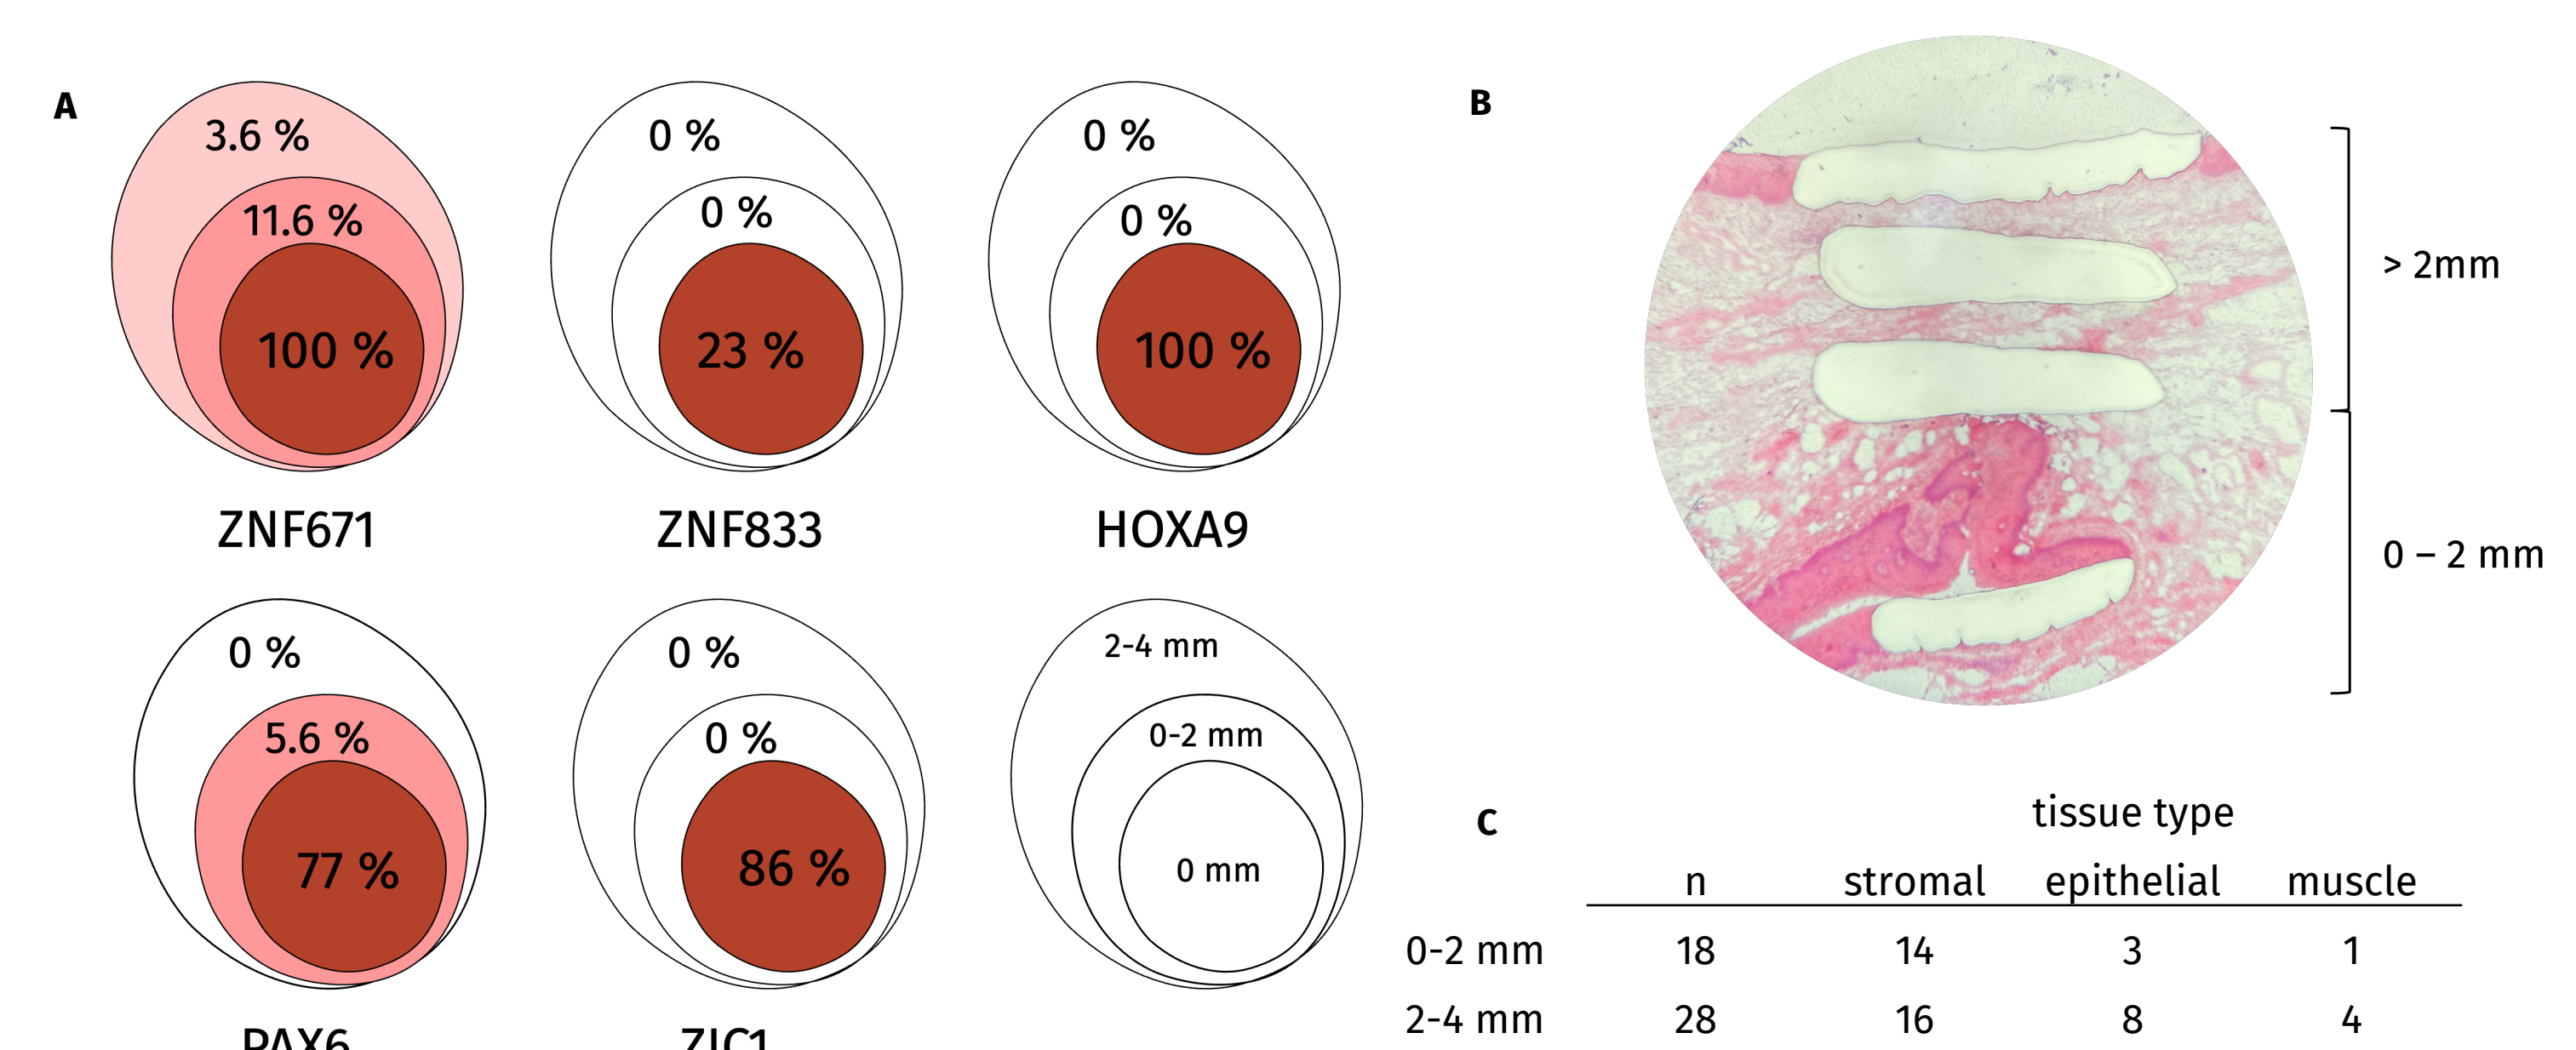 A
3.6 %
11.6 %
100 %
ZNF671
0 %
0 %
23 %
ZNF833
0 %
0 %
100 %
HOXA9
0 %
5.6 %
77 %
PAX6
0 %
0 %
86 %
ZIC1
2-4 mm
0-2 mm
0 mm
B
> 2mm
0 – 2 mm
C
tissue type
n stromal epithelial muscle
0-2 mm 18 14 3 1
2-4 mm 28 16 8 4